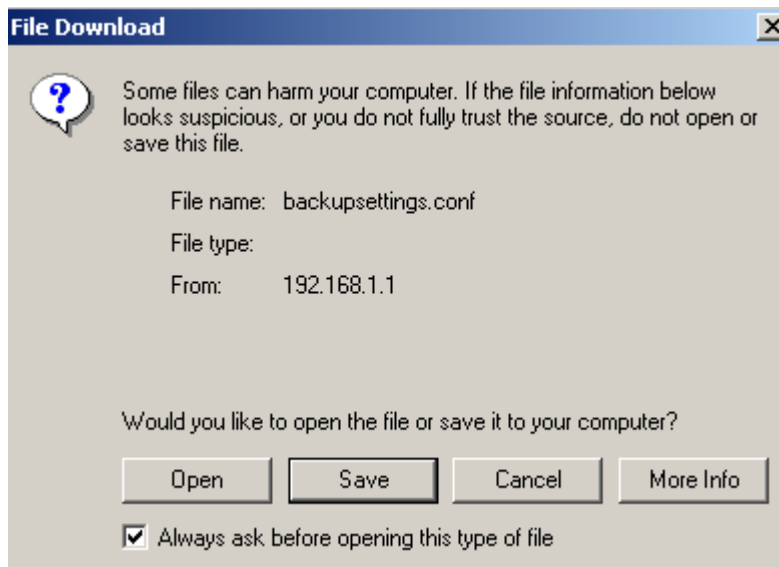 File Download
Some files can harm your computer. If the file information below
looks suspicious, or you do not fully trust the source, do not open or
save this file.
File name: backupsettings.conf
File type:
From: 192.168.1.1
Would you like to open the file or save it to your computer?
Open Save Cancel More Info
Always ask before opening this type of file